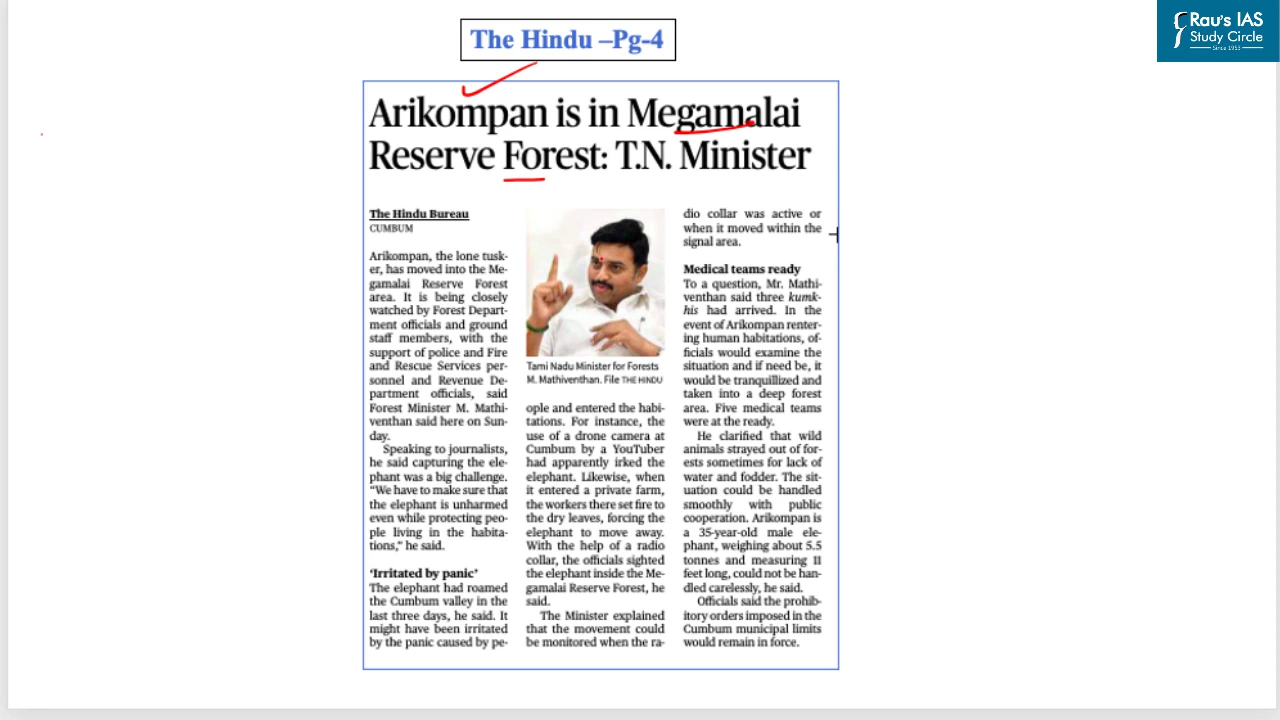 The Hindu –Pg-4
Rau's IAS
Study Circle
Since 1953
Arikompan is in Megamalai
Reserve Forest: T.N. Minister
The Hindu Bureau
CUMBUM
Arikompan, the lone tusk-
er, has moved into the Me-
gamalai Reserve Forest
area. It is being closely
watched by Forest Depart-
ment officials and ground
staff members, with the
support of police and Fire
and Rescue Services per-
sonnel and Revenue De-
partment officials, said
Forest Minister M. Mathi-
venthan said here on Sun-
day.
Speaking to journalists,
he said capturing the ele-
phant was a big challenge.
“We have to make sure that
the elephant is unharmed
even while protecting peo-
ple living in the habita-
tions,” he said.
‘Irritated by panic’
The elephant had roamed
the Cumbum valley in the
last three days, he said. It
might have been irritated
by the panic caused by pe-
Tami Nadu Minister for Forests
M. Mathiventhan. File THE HINDU
ople and entered the habi-
tations. For instance, the
use of a drone camera at
Cumbum by a YouTuber
had apparently irked the
elephant. Likewise, when
it entered a private farm,
the workers there set fire to
the dry leaves, forcing the
elephant to move away.
With the help of a radio
collar, the officials sighted
the elephant inside the Me-
gamalai Reserve Forest, he
said.
The Minister explained
that the movement could
be monitored when the ra-
dio collar was active or
when it moved within the
signal area.
Medical teams ready
To a question, Mr. Mathi-
venthan said three kumk-
his had arrived. In the
event of Arikompan renter-
ing human habitations, of-
ficials would examine the
situation and if need be, it
would be tranquillized and
taken into a deep forest
area. Five medical teams
were at the ready.
He clarified that wild
animals strayed out of for-
ests sometimes for lack of
water and fodder. The sit-
uation could be handled
smoothly with public
cooperation. Arikompan is
a 35-year-old male ele-
phant, weighing about 5.5
tonnes and measuring 11
feet long, could not be han-
dled carelessly, he said.
Officials said the prohib-
itory orders imposed in the
Cumbum municipal limits
would remain in force.